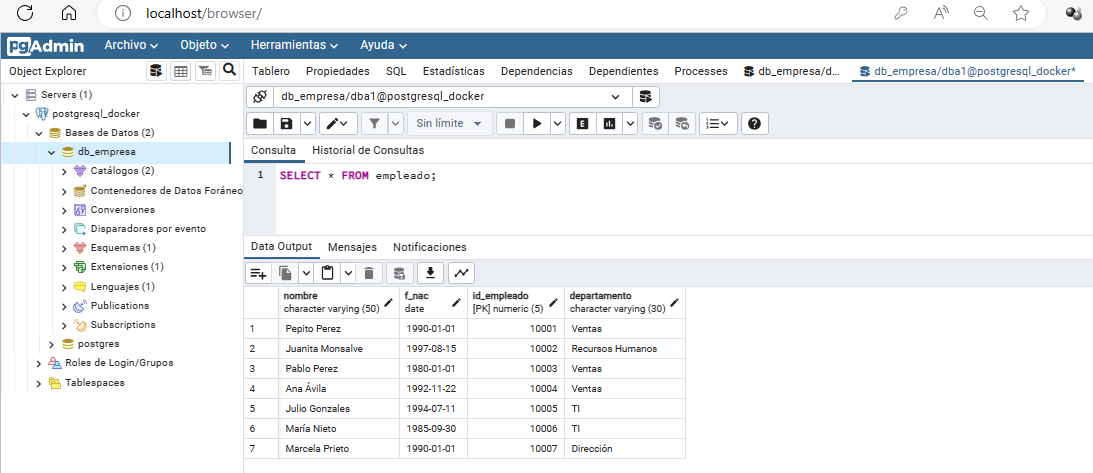 localhost/browser/
pgAdmin Archivo Objeto Herramientas Ayuda
Object Explorer
Tablero Propiedades SQL Estadísticas Dependencias Dependientes Processes db_empresa/d... db_empresa/dba1@postgresql_docker*
Servers (1)
postgresql_docker
Bases de Datos (2)
db_empresa
Catálogos (2)
Contenedores de Datos Foráneo
Conversiones
Disparadores por evento
Esquemas (1)
Extensiones (1)
Lenguajes (1)
Publications
Subscriptions
postgres
Roles de Login/Grupos
Tablespaces
db_empresa/dba1@postgresql_docker
Sin límite
E
Consulta Historial de Consultas
1 SELECT * FROM empleado;
Data Output Mensajes Notificaciones
nombre f_nac id_empleado departamento
character varying (50) date [PK] numeric (5) character varying (30)
1 Pepito Perez 1990-01-01 10001 Ventas
2 Juanita Monsalve 1997-08-15 10002 Recursos Humanos
3 Pablo Perez 1980-01-01 10003 Ventas
4 Ana Ávila 1992-11-22 10004 Ventas
5 Julio Gonzales 1994-07-11 10005 TI
6 María Nieto 1985-09-30 10006 TI
7 Marcela Prieto 1990-01-01 10007 Dirección